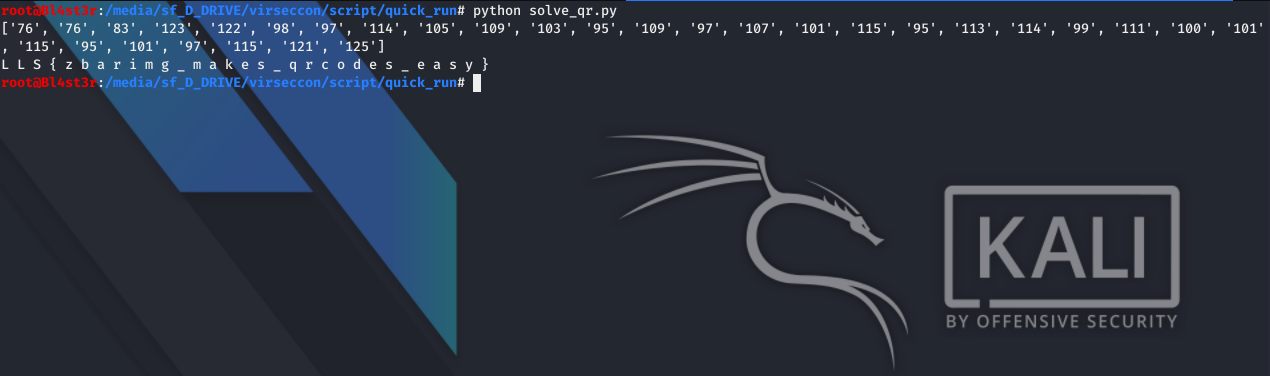 root@Bl4st3r:/media/sf_D_DRIVE/virseccon/script/quick_run# python solve_qr.py
['76', '76', '83', '123', '122', '98', '97', '114', '105', '109', '103', '95', '109', '97', '107', '101', '115', '95', '113', '114', '99', '111', '100', '101'
, '115', '95', '101', '97', '115', '121', '125']
L L S { z b a r i m g _ m a k e s _ q r c o d e s _ e a s y }
root@Bl4st3r:/media/sf_D_DRIVE/virseccon/script/quick_run#
KALI
BY OFFENSIVE SECURITY